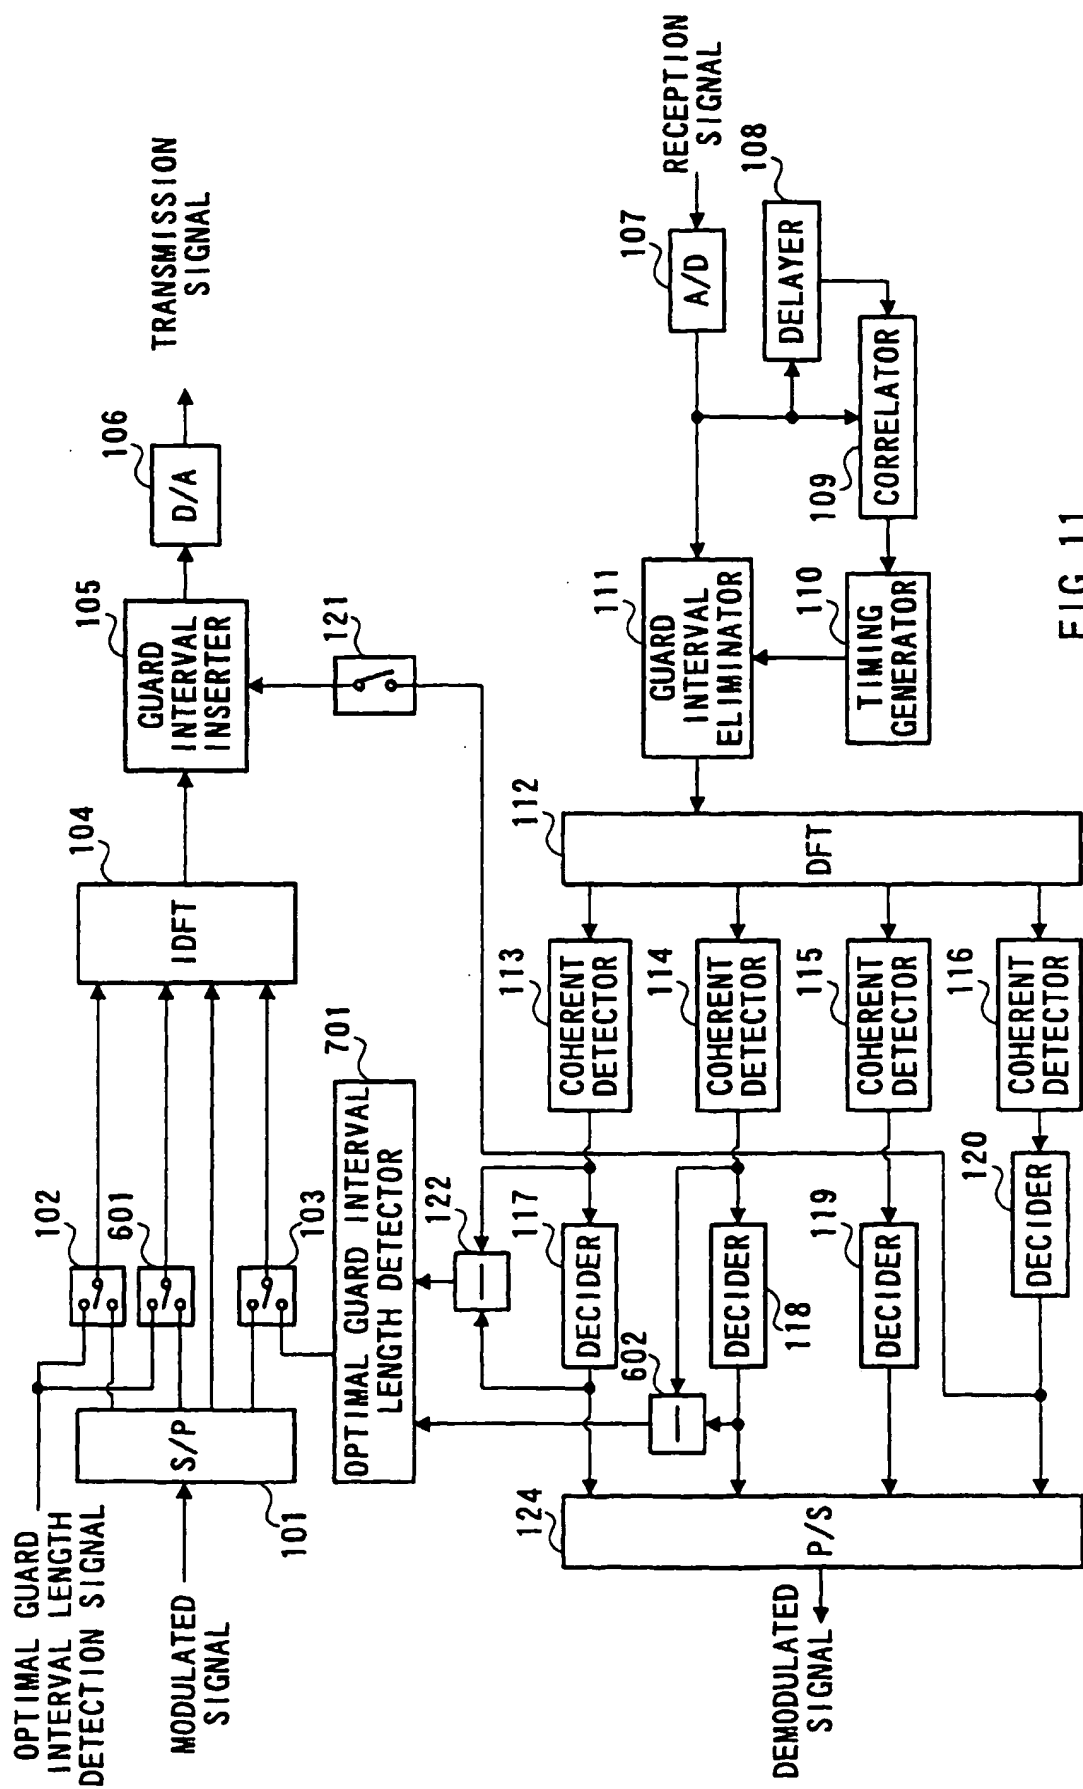 OPTIMAL GUARD
INTERVAL LENGTH
DETECTION SIGNAL
MODULATED
SIGNAL
101
S/P
102
601
103
104
IDFT
105
GUARD
INTERVAL
INSERTER
106
D/A
TRANSMISSION
SIGNAL
121
701
OPTIMAL GUARD INTERVAL
LENGTH DETECTOR
122
602
RECEPTION
SIGNAL
107
A/D
108
DELAYER
109
CORRELATOR
110
TIMING
GENERATOR
111
GUARD
INTERVAL
ELIMINATOR
112
DFT
113
COHERENT
DETECTOR
114
COHERENT
DETECTOR
115
COHERENT
DETECTOR
116
COHERENT
DETECTOR
117
DECIDER
118
DECIDER
119
DECIDER
120
DECIDER
124
P/S
DEMODULATED
SIGNAL
FIG. 11